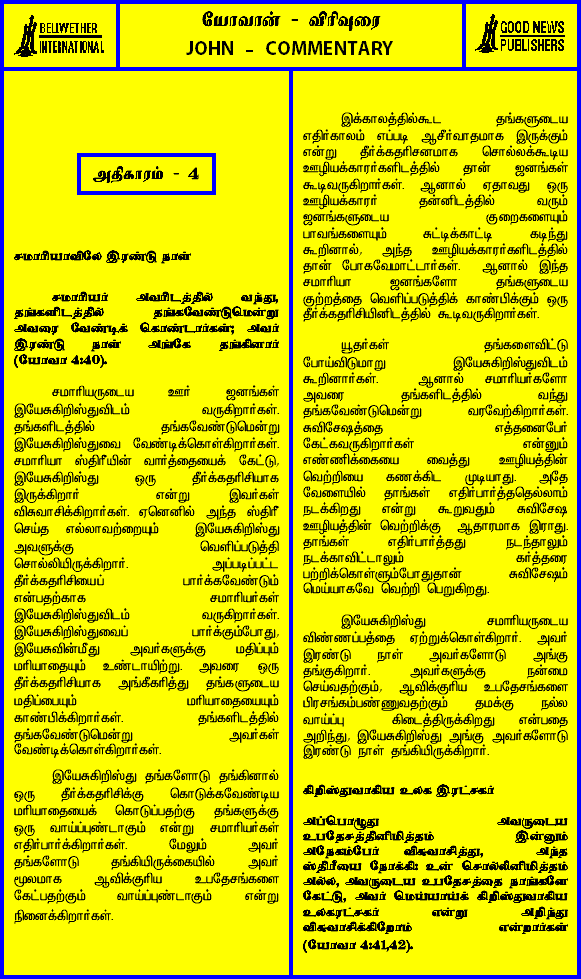 BELWETHER
INTERNATIONAL
யோவான் - விரிவுரை
JOHN - COMMENTARY
GOOD NEWS
PUBLISHERS
அதிகாரம் - 4
சமாரியாவிலே இரண்டு நாள்
சமாரியர் அவரிடத்தில் வந்து,
தங்களிடத்தில் தங்கவேண்டுமென்று
அவரை வேண்டிக் கொண்டார்கள்; அவர்
இரண்டு நாள் அங்கே தங்கினார்
(யோவா 4:40).
சமாரியருடைய ஊர் ஜனங்கள்
இயேசுகிறிஸ்துவிடம் வருகிறார்கள்.
தங்களிடத்தில் தங்கவேண்டுமென்று
இயேசுகிறிஸ்துவை வேண்டிக்கொள்கிறார்கள்.
சமாரியா ஸ்திரீயின் வார்த்தையைக் கேட்டு,
இயேசுகிறிஸ்து ஒரு தீர்க்கதரிசியாக
இருக்கிறார் என்று இவர்கள்
விசுவாசிக்கிறார்கள். ஏனெனில் அந்த ஸ்திரீ
செய்த எல்லாவற்றையும் இயேசுகிறிஸ்து
அவளுக்கு வெளிப்படுத்தி
சொல்லியிருக்கிறார். அப்படிப்பட்ட
தீர்க்கதரிசியைப் பார்க்கவேண்டும்
என்பதற்காக சமாரியர்கள்
இயேசுகிறிஸ்துவிடம் வருகிறார்கள்.
இயேசுகிறிஸ்துவைப் பார்க்கும்போது,
இயேசுவின்மீது அவர்களுக்கு மதிப்பும்
மரியாதையும் உண்டாயிற்று. அவரை ஒரு
தீர்க்கதரிசியாக அங்கீகரித்து தங்களுடைய
மதிப்பையும் மரியாதையையும்
காண்பிக்கிறார்கள். தங்களிடத்தில்
தங்கவேண்டுமென்று அவர்கள்
வேண்டிக்கொள்கிறார்கள்.
இயேசுகிறிஸ்து தங்களோடு தங்கினால்
ஒரு தீர்க்கதரிசிக்கு கொடுக்கவேண்டிய
மரியாதையைக் கொடுப்பதற்கு தங்களுக்கு
ஒரு வாய்ப்புண்டாகும் என்று சமாரியர்கள்
எதிர்பார்க்கிறார்கள். மேலும் அவர்
தங்களோடு தங்கியிருக்கையில் அவர்
மூலமாக ஆவிக்குரிய உபதேசங்களை
கேட்பதற்கும் வாய்ப்புண்டாகும் என்று
நினைக்கிறார்கள்.
இக்காலத்தில்கூட தங்களுடைய
எதிர்காலம் எப்படி ஆசீர்வாதமாக இருக்கும்
என்று தீர்க்கதரிசனமாக சொல்லக்கூடிய
ஊழியக்காரர்களிடத்தில் தான் ஜனங்கள்
கூடிவருகிறார்கள். ஆனால் ஏதாவது ஒரு
ஊழியக்காரர் தன்னிடத்தில் வரும்
ஜனங்களுடைய குறைகளையும்
பாவங்களையும் சுட்டிக்காட்டி கடிந்து
கூறினால், அந்த ஊழியக்காரர்களிடத்தில்
தான் போகவேமாட்டார்கள். ஆனால் இந்த
சமாரியா ஜனங்களோ தங்களுடைய
குற்றத்தை வெளிப்படுத்திக் காண்பிக்கும் ஒரு
தீர்க்கதரிசியினிடத்தில் கூடிவருகிறார்கள்.
யூதர்கள் தங்களைவிட்டு
போய்விடுமாறு இயேசுகிறிஸ்துவிடம்
கூறினார்கள். ஆனால் சமாரியர்களோ
அவரை தங்களிடத்தில் வந்து
தங்கவேண்டுமென்று வரவேற்கிறார்கள்.
சுவிசேஷத்தை எத்தனைபேர்
கேட்கவருகிறார்கள் என்னும்
எண்ணிக்கையை வைத்து ஊழியத்தின்
வெற்றியை கணக்கிட முடியாது. அதே
வேளையில் தாங்கள் எதிர்பார்த்ததெல்லாம்
நடக்கிறது என்று கூறுவதும் சுவிசேஷ
ஊழியத்தின் வெற்றிக்கு ஆதாரமாக இராது.
தாங்கள் எதிர்பார்த்தது நடந்தாலும்
நடக்காவிட்டாலும் கர்த்தரை
பற்றிக்கொள்ளும்போதுதான் சுவிசேஷம்
மெய்யாகவே வெற்றி பெறுகிறது.
இயேசுகிறிஸ்து சமாரியருடைய
விண்ணப்பத்தை ஏற்றுக்கொள்கிறார். அவர்
இரண்டு நாள் அவர்களோடு அங்கு
தங்குகிறார். அவர்களுக்கு நன்மை
செய்வதற்கும், ஆவிக்குரிய உபதேசங்களை
பிரசங்கம்பண்ணுவதற்கும் தமக்கு நல்ல
வாய்ப்பு கிடைத்திருக்கிறது என்பதை
அறிந்து, இயேசுகிறிஸ்து அங்கு அவர்களோடு
இரண்டு நாள் தங்கியிருக்கிறார்.
கிறிஸ்துவாகிய உலக இரட்சகர்
அப்பொழுது அவருடைய
உபதேசத்தினிமித்தம் இன்னும்
அநேகம்பேர் விசுவாசித்து, அந்த
ஸ்திரீயை நோக்கி: உன் சொல்லினிமித்தம்
அல்ல, அவருடைய உபதேசத்தை நாங்களே
கேட்டு, அவர் மெய்யாய்க் கிறிஸ்துவாகிய
உலகரட்சகர் என்று அறிந்து
விசுவாசிக்கிறோம் என்றார்கள்
(யோவா 4:41,42).